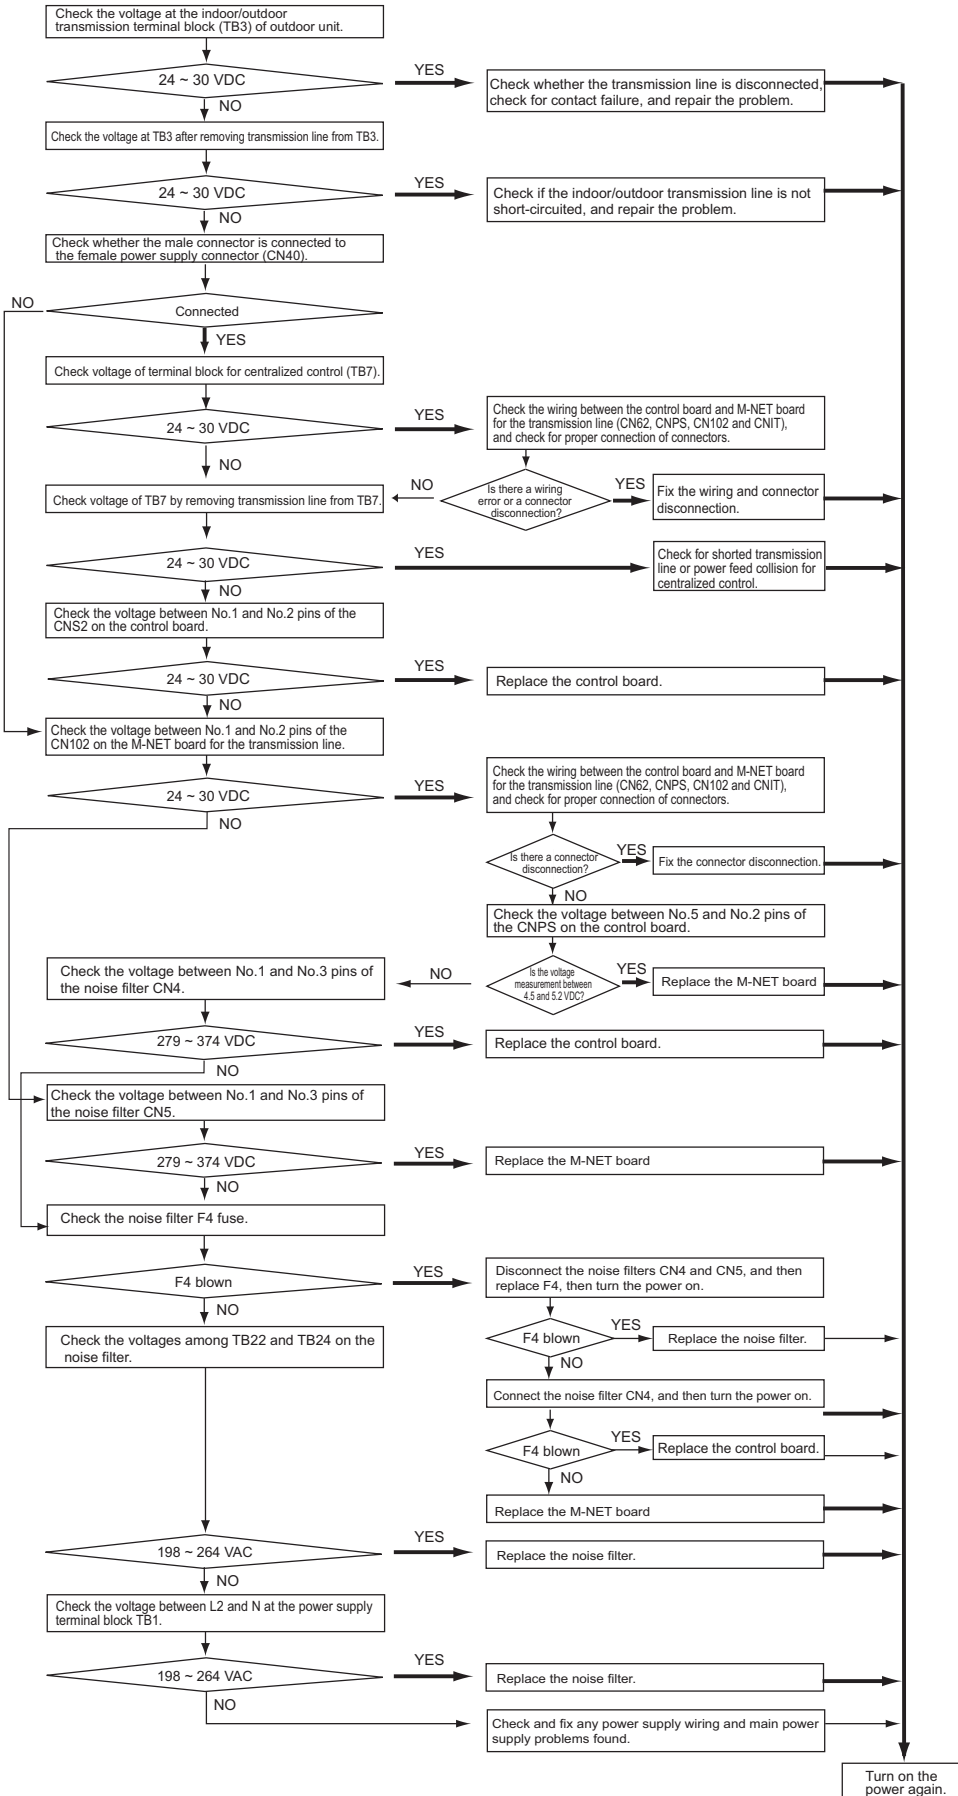 Check the voltage at the indoor/outdoor
transmission terminal block (TB3) of outdoor unit.
24 ~ 30 VDC
YES
Check whether the transmission line is disconnected,
check for contact failure, and repair the problem.
NO
Check the voltage at TB3 after removing transmission line from TB3.
24 ~ 30 VDC
YES
Check if the indoor/outdoor transmission line is not
short-circuited, and repair the problem.
NO
Check whether the male connector is connected to
the female power supply connector (CN40).
NO
Connected
YES
Check voltage of terminal block for centralized control (TB7).
24 ~ 30 VDC
YES
Check the wiring between the control board and M-NET board
for the transmission line (CN62, CNPS, CN102 and CNIT),
and check for proper connection of connectors.
NO
Check voltage of TB7 by removing transmission line from TB7.
NO
Is there a wiring
error or a connector
disconnection?
YES
Fix the wiring and connector
disconnection.
24 ~ 30 VDC
YES
Check for shorted transmission
line or power feed collision for
centralized control.
NO
Check the voltage between No.1 and No.2 pins of the
CNS2 on the control board.
24 ~ 30 VDC
YES
Replace the control board.
NO
Check the voltage between No.1 and No.2 pins of the
CN102 on the M-NET board for the transmission line.
24 ~ 30 VDC
YES
Check the wiring between the control board and M-NET board
for the transmission line (CN62, CNPS, CN102 and CNIT),
and check for proper connection of connectors.
NO
Is there a connector
disconnection?
YES
Fix the connector disconnection.
NO
Check the voltage between No.5 and No.2 pins of
the CNPS on the control board.
Check the voltage between No.1 and No.3 pins of
the noise filter CN4.
NO
Is the voltage
measurement between
4.5 and 5.2 VDC?
YES
Replace the M-NET board
279 ~ 374 VDC
YES
Replace the control board.
NO
Check the voltage between No.1 and No.3 pins of
the noise filter CN5.
279 ~ 374 VDC
YES
Replace the M-NET board
NO
Check the noise filter F4 fuse.
F4 blown
YES
Disconnect the noise filters CN4 and CN5, and then
replace F4, then turn the power on.
NO
Check the voltages among TB22 and TB24 on the
noise filter.
F4 blown
YES
Replace the noise filter.
NO
Connect the noise filter CN4, and then turn the power on.
F4 blown
YES
Replace the control board.
NO
Replace the M-NET board
198 ~ 264 VAC
YES
Replace the noise filter.
NO
Check the voltage between L2 and N at the power supply
terminal block TB1.
198 ~ 264 VAC
YES
Replace the noise filter.
NO
Check and fix any power supply wiring and main power
supply problems found.
Turn on the
power again.